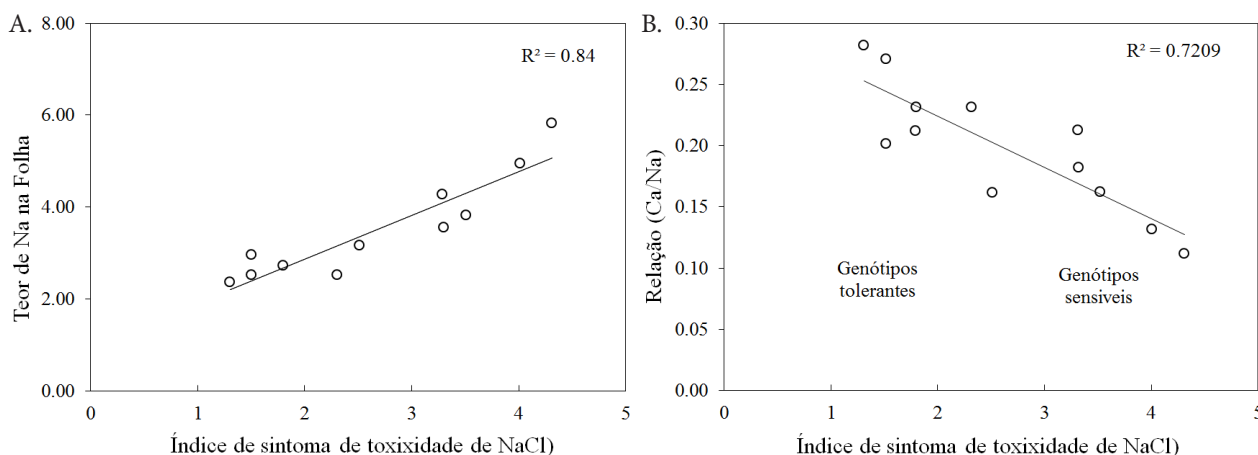 A.
8.00
6.00
4.00
2.00
0.00
Teor de Na na Folha
R² = 0.84
0 1 2 3 4 5
Índice de sintoma de toxixidade de NaCl)
B.
0.30
0.25
0.20
0.15
0.10
0.05
0.00
Relação (Ca/Na)
R² = 0.7209
Genótipos
tolerantes
Genótipos
sensiveis
0 1 2 3 4 5
Índice de sintoma de toxixidade de NaCl)